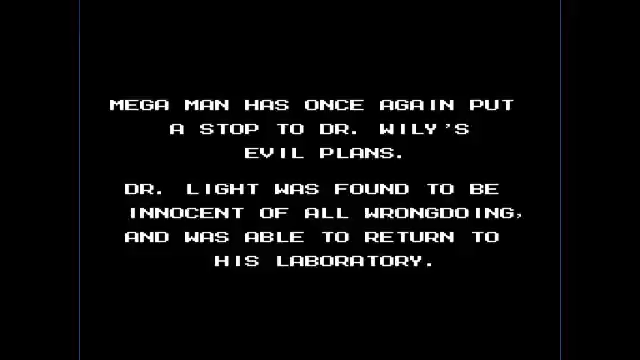 MEGA MAN HAS ONCE AGAIN PUT
A STOP TO DR. WILY'S
EVIL PLANS.
DR. LIGHT WAS FOUND TO BE
INNOCENT OF ALL WRONGDOING,
AND WAS ABLE TO RETURN TO
HIS LABORATORY.